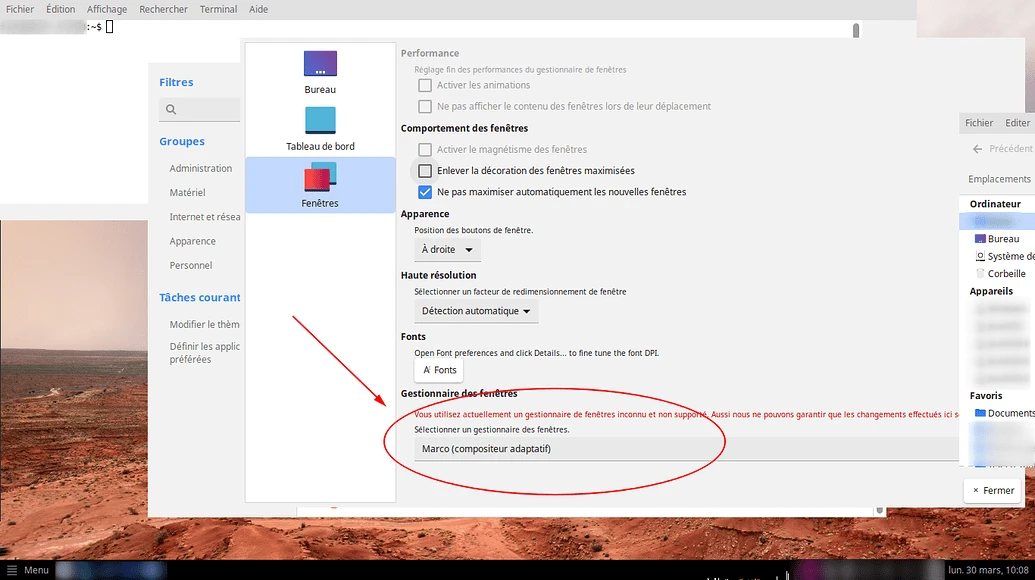 Fichier Édition Affichage Rechercher Terminal Aide
:~$
Filtres
Groupes
Administration
Matériel
Internet et résea
Apparence
Personnel
Tâches courant
Modifier le thèm
Définir les applic
préférées
Bureau
Tableau de bord
Fenêtres
Performance
Réglage fin des performances du gestionnaire de fenêtres
Activer les animations
Ne pas afficher le contenu des fenêtres lors de leur déplacement
Comportement des fenêtres
Activer le magnétisme des fenêtres
Enlever la décoration des fenêtres maximisées
Ne pas maximiser automatiquement les nouvelles fenêtres
Apparence
Position des boutons de fenêtre.
À droite
Haute résolution
Sélectionner un facteur de redimensionnement de fenêtre
Détection automatique
Fonts
Open Font preferences and click Details... to fine tune the font DPI.
Fonts
Gestionnaire des fenêtres
Vous utilisez actuellement un gestionnaire de fenêtres inconnu et non supporté, Aussi nous ne pouvons garantir que les changements effectués ici s
Sélectionner un gestionnaire des fenêtres.
Marco (compositeur adaptatif)
Fichier Editer
Précédent
Emplacements
Ordinateur
Bureau
Système de
Corbeille
Appareils
Favoris
Documents
× Fermer
Menu
lun. 30 mars, 10:08